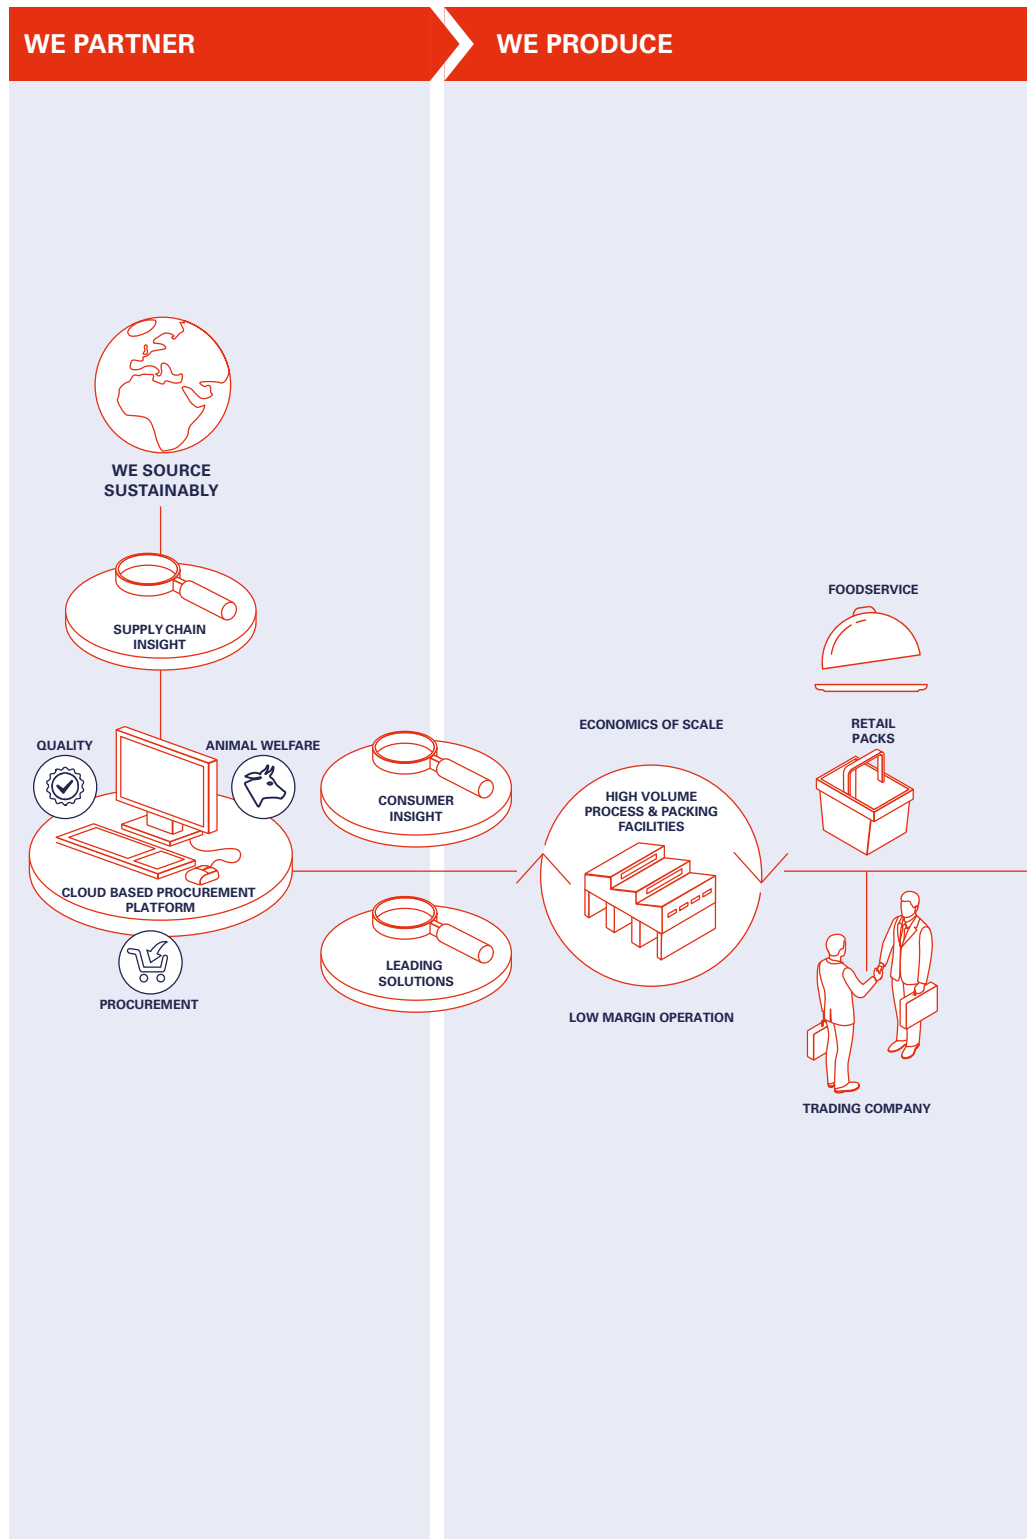 WE PARTNER
WE PRODUCE
WE SOURCE
SUSTAINABLY
SUPPLY CHAIN
INSIGHT
QUALITY
ANIMAL WELFARE
CLOUD BASED PROCUREMENT
PLATFORM
PROCUREMENT
CONSUMER
INSIGHT
LEADING
SOLUTIONS
ECONOMICS OF SCALE
HIGH VOLUME
PROCESS & PACKING
FACILITIES
LOW MARGIN OPERATION
FOODSERVICE
RETAIL
PACKS
TRADING COMPANY